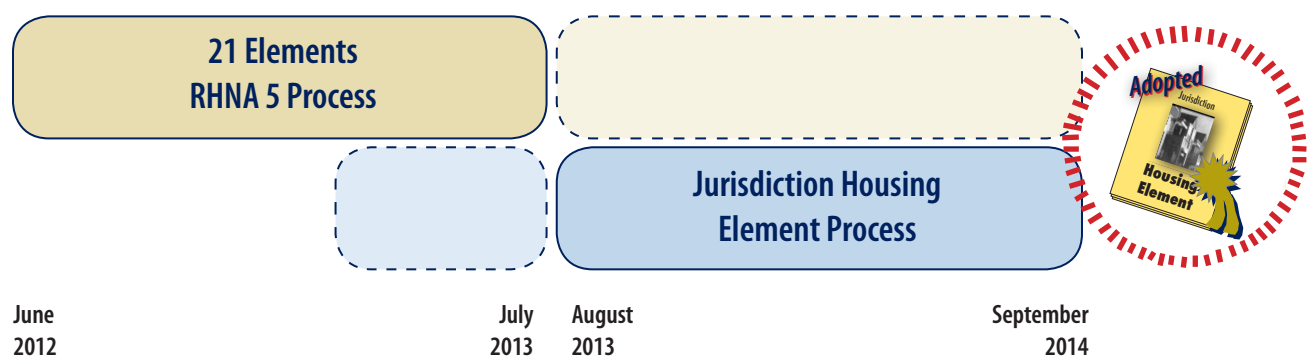 21 Elements
RHNA 5 Process
Adopted
Jurisdiction
Housing
Element
Jurisdiction Housing
Element Process
June
2012
July
2013
August
2013
September
2014